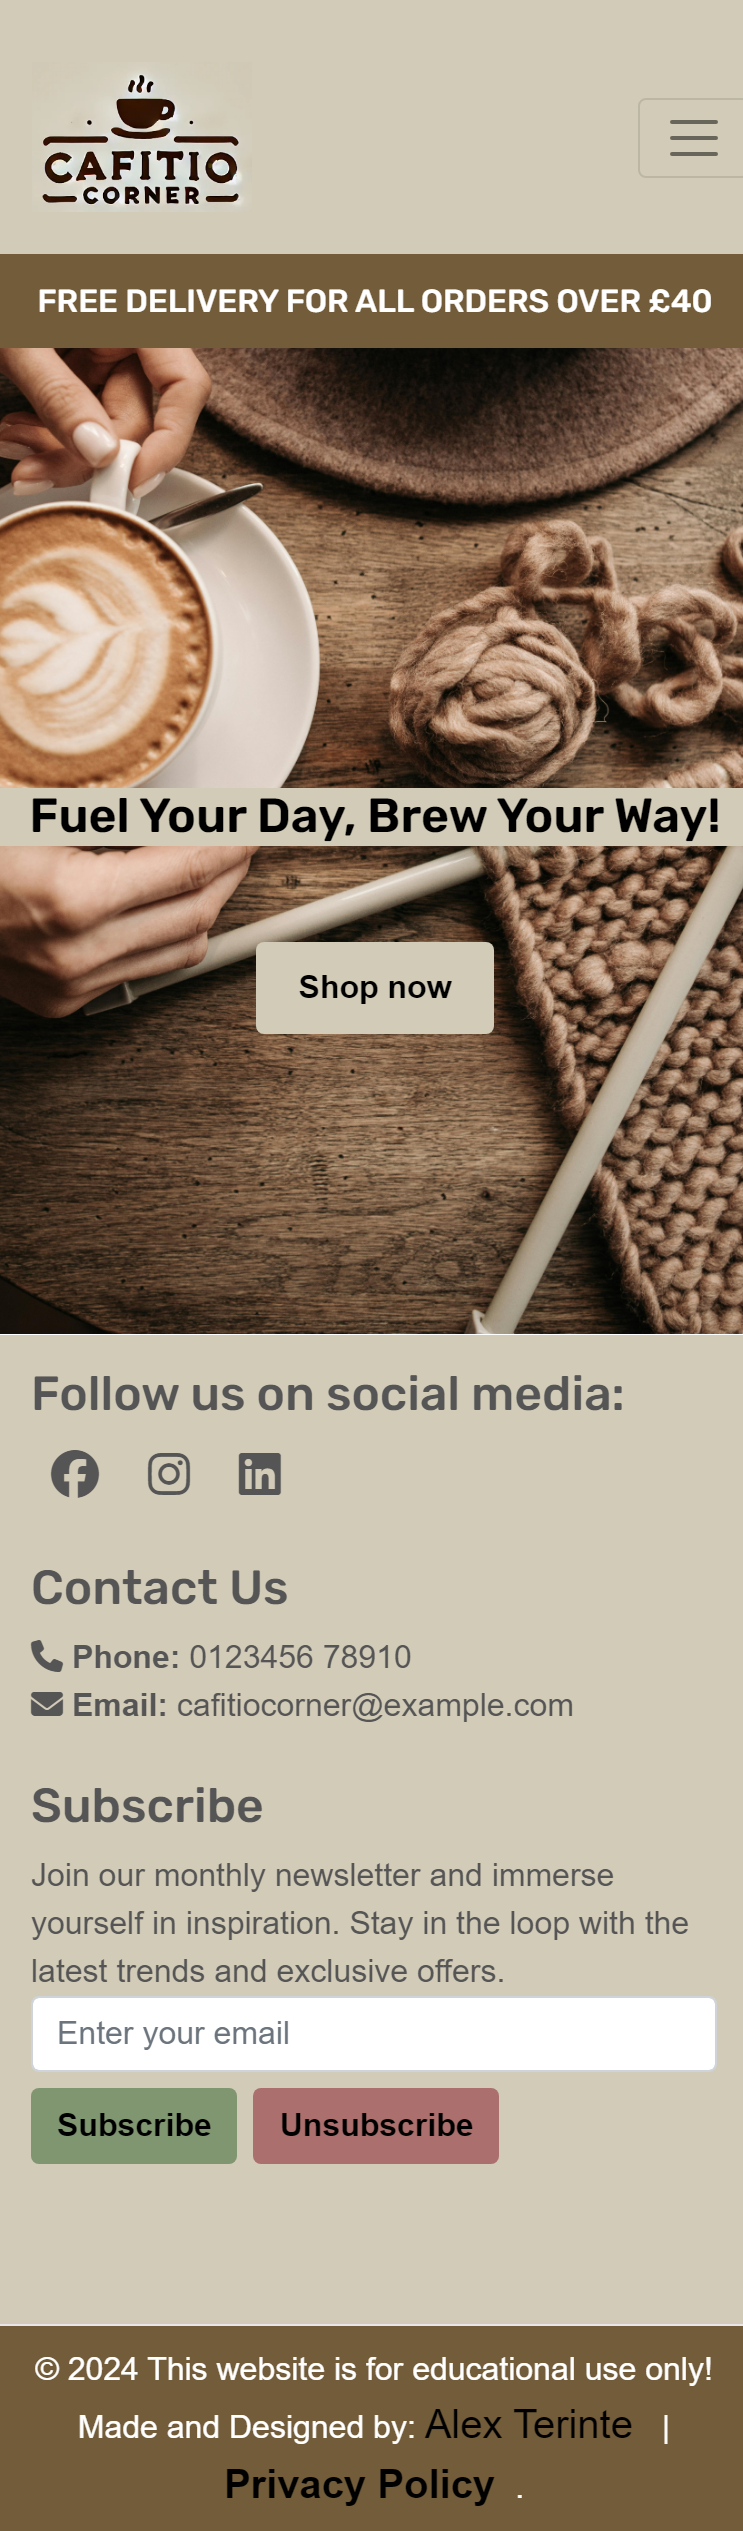 CAFITIO
CORNER
FREE DELIVERY FOR ALL ORDERS OVER £40
Fuel Your Day, Brew Your Way!
Shop now
Follow us on social media:
Contact Us
Phone: 0123456 78910
Email: cafitiocorner@example.com
Subscribe
Join our monthly newsletter and immerse
yourself in inspiration. Stay in the loop with the
latest trends and exclusive offers.
Enter your email
Subscribe Unsubscribe
© 2024 This website is for educational use only!
Made and Designed by: Alex Terinte |
Privacy Policy .